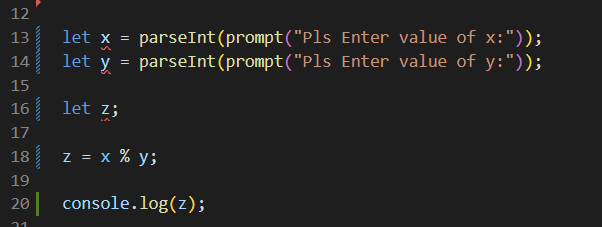 12
13 let x = parseInt(prompt("Pls Enter value of x:"));
14 let y = parseInt(prompt("Pls Enter value of y:"));
15
16 let z;
17
18 z = x % y;
19
20 console.log(z);
21